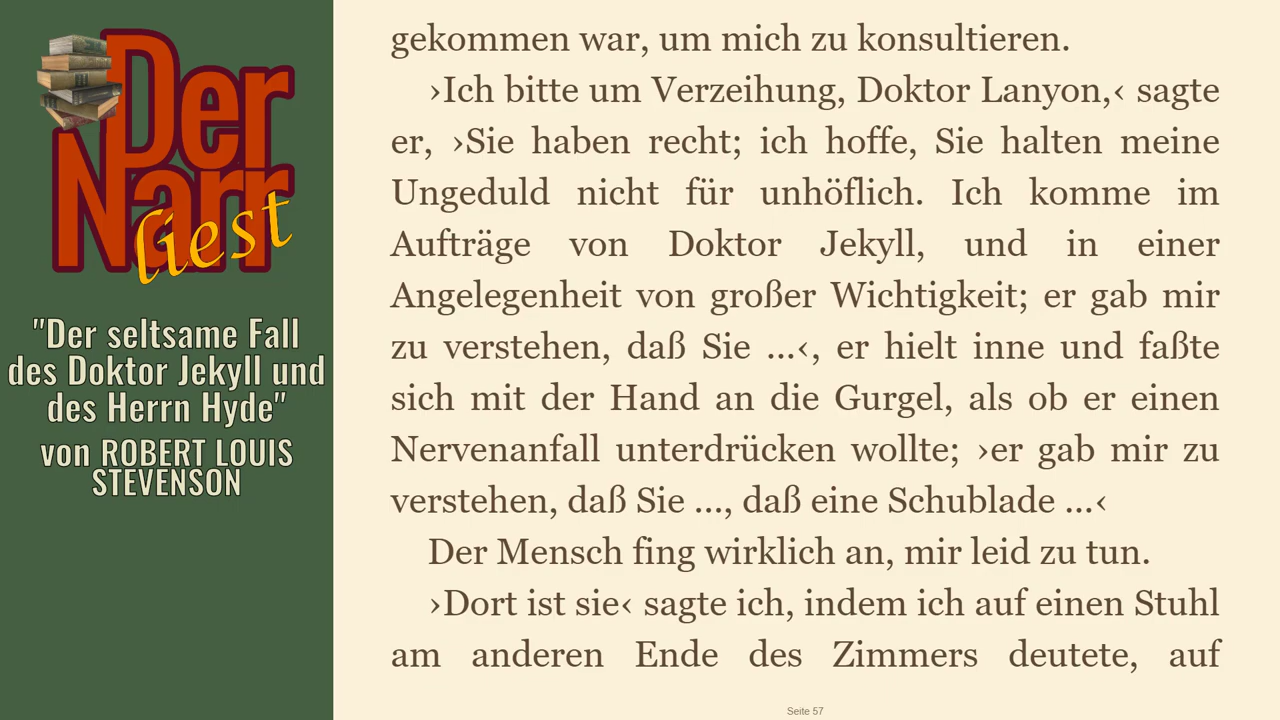 Der
Narr
liest
"Der seltsame Fall
des Doktor Jekyll und
des Herrn Hyde"
von ROBERT LOUIS
STEVENSON
gekommen war, um mich zu konsultieren.
›Ich bitte um Verzeihung, Doktor Lanyon,‹ sagte
er, ›Sie haben recht; ich hoffe, Sie halten meine
Ungeduld nicht für unhöflich. Ich komme im
Aufträge von Doktor Jekyll, und in einer
Angelegenheit von großer Wichtigkeit; er gab mir
zu verstehen, daß Sie ...‹, er hielt inne und faßte
sich mit der Hand an die Gurgel, als ob er einen
Nervenanfall unterdrücken wollte; ›er gab mir zu
verstehen, daß Sie ..., daß eine Schublade ...‹
Der Mensch fing wirklich an, mir leid zu tun.
›Dort ist sie‹ sagte ich, indem ich auf einen Stuhl
am anderen Ende des Zimmers deutete, auf
Seite 57